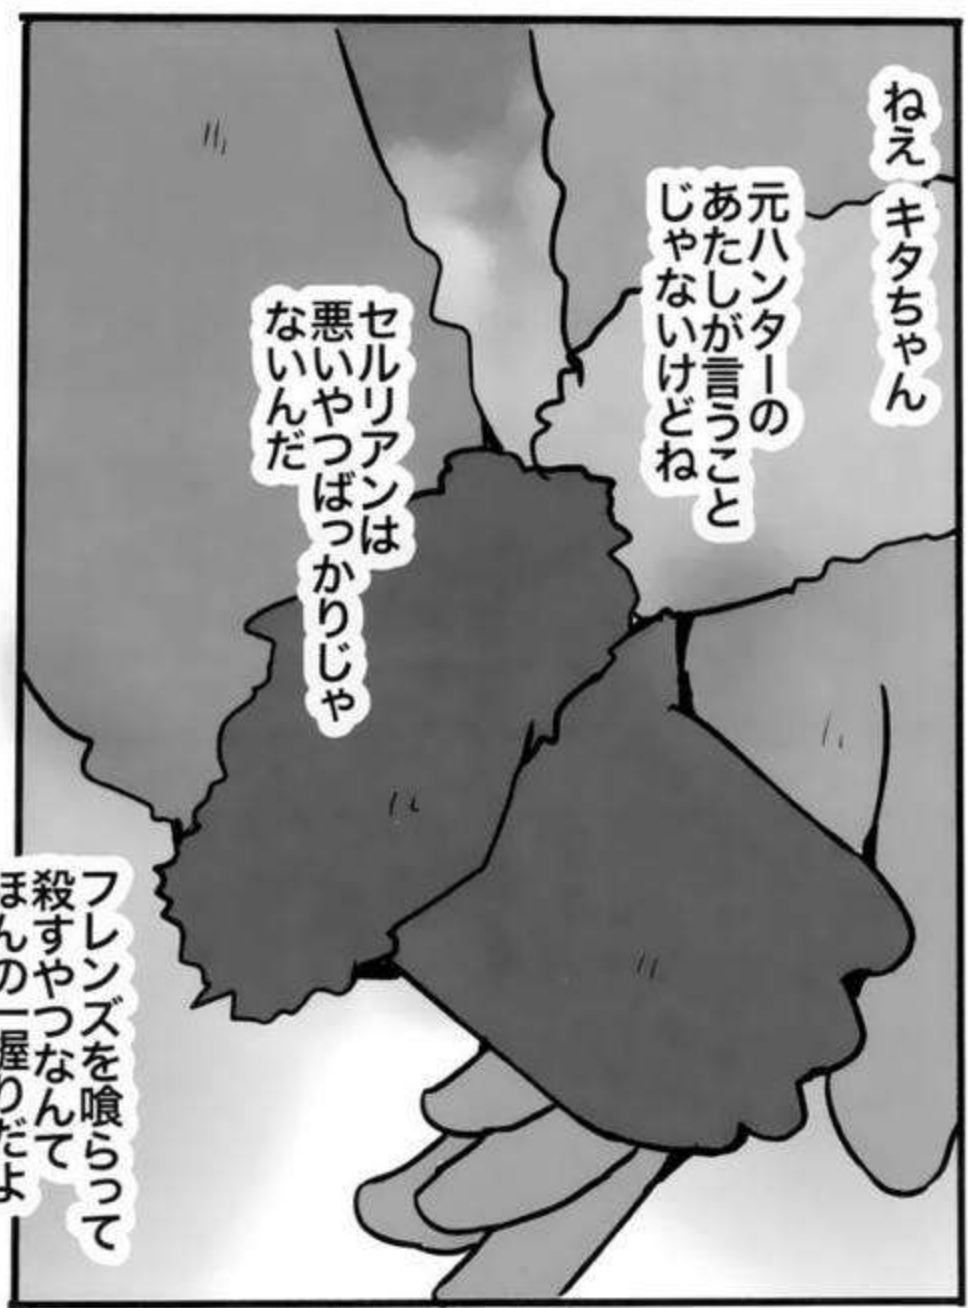 ねえ キタちゃん
元ハンターの
あたしが言うこと
じゃないけどね
セルリアンは
悪いやつばっかりじゃ
ないんだ
フレンズを喰らって
殺すやつなんて
ほんの一握りだよ